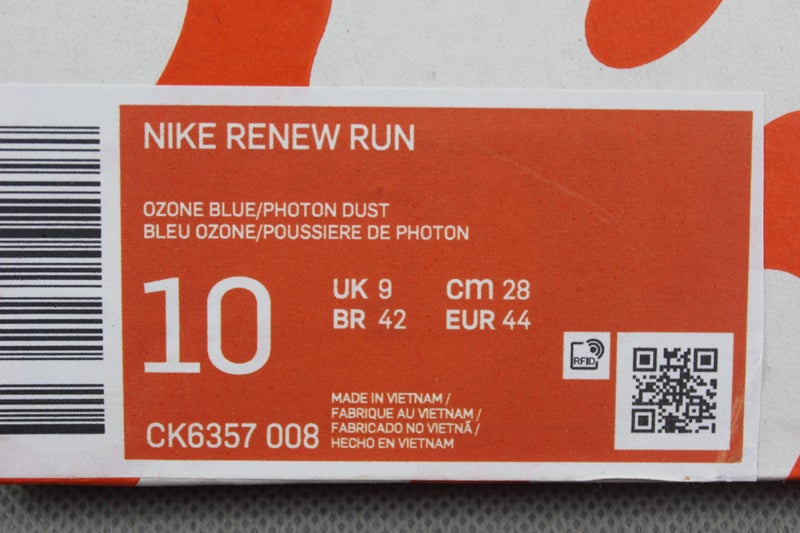 NIKE RENEW RUN
OZONE BLUE/PHOTON DUST
BLEU OZONE/POUSSIERE DE PHOTON
10
UK 9
cm 28
BR 42
EUR 44
RFID
CK6357 008
MADE IN VIETNAM /
FABRIQUE AU VIETNAM /
FABRICADO NO VIETNÃ /
HECHO EN VIETNAM